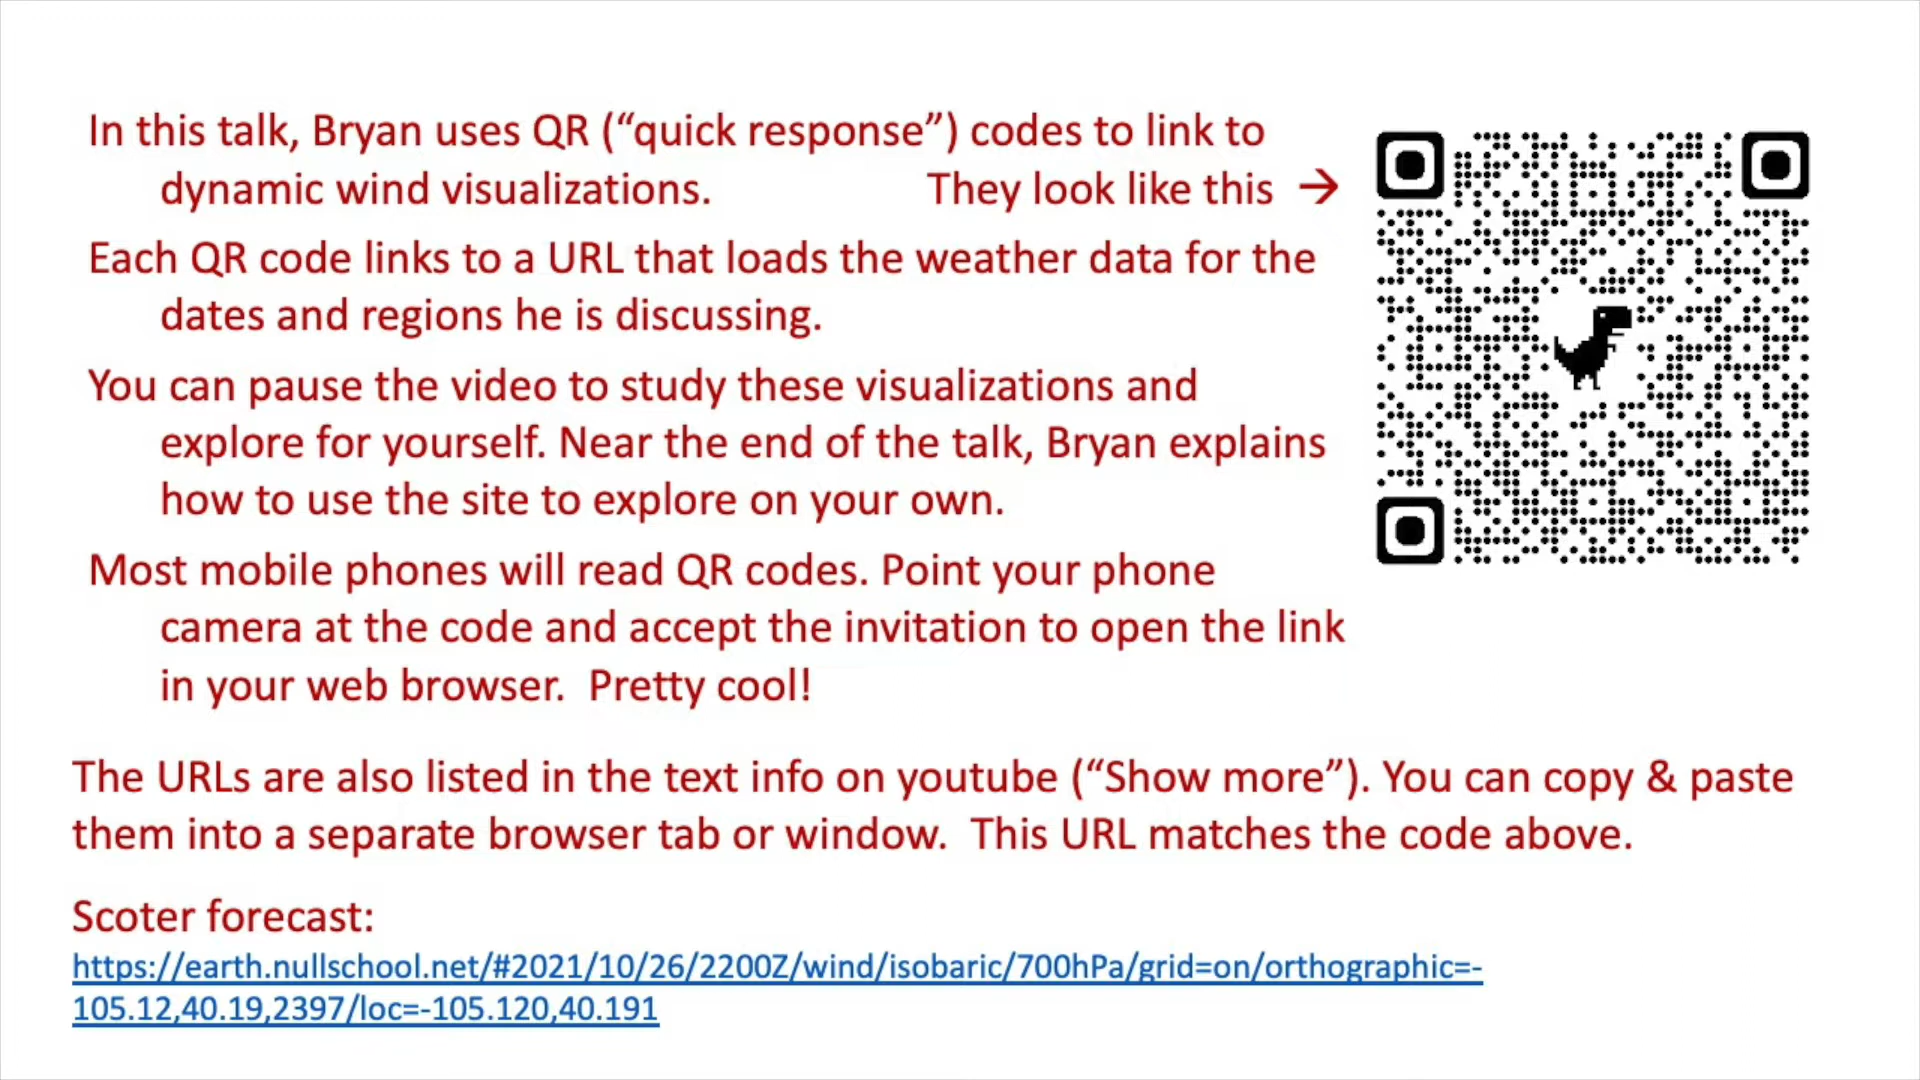 In this talk, Bryan uses QR (“quick response”) codes to link to
dynamic wind visualizations. They look like this →
Each QR code links to a URL that loads the weather data for the
dates and regions he is discussing.
You can pause the video to study these visualizations and
explore for yourself. Near the end of the talk, Bryan explains
how to use the site to explore on your own.
Most mobile phones will read QR codes. Point your phone
camera at the code and accept the invitation to open the link
in your web browser.  Pretty cool!
The URLs are also listed in the text info on youtube (“Show more”). You can copy & paste
them into a separate browser tab or window.  This URL matches the code above.
Scoter forecast:
https://earth.nullschool.net/#2021/10/26/2200Z/wind/isobaric/700hPa/grid=on/orthographic=-
105.12,40.19,2397/loc=-105.120,40.191